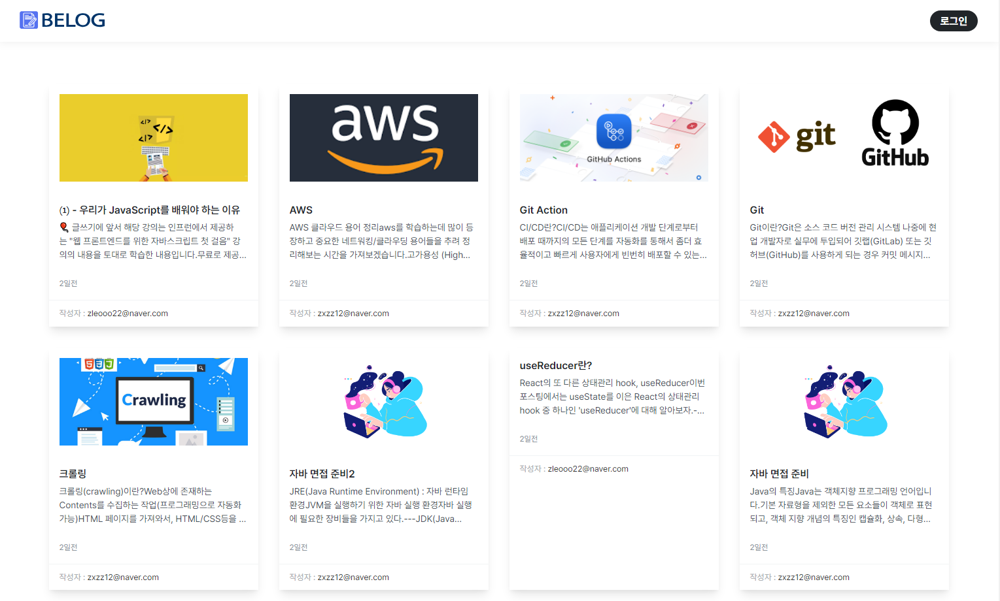 BELOG
로그인
</>
</>
</>
aws
GitHub Actions
git
GitHub
(1) - 우리가 JavaScript를 배워야 하는 이유
🎈 글쓰기에 앞서 해당 강의는 인프런에서 제공하
는 "웹 프론트엔드를 위한 자바스크립트 첫 걸음" 강
의의 내용을 토대로 학습한 내용입니다.무료로 제공...
2일전
작성자 : zleooo22@naver.com
AWS
AWS 클라우드 용어 정리aws를 학습하는데 많이 등
장하고 중요한 네트워킹/클라우딩 용어들을 추려 정
리해보는 시간을 가져보겠습니다.고가용성 (High...
2일전
작성자 : zxzz12@naver.com
Git Action
CI/CD란?CI/CD는 애플리케이션 개발 단계로부터
배포 때까지의 모든 단계를 자동화를 통해서 좀더 효
율적이고 빠르게 사용자에게 빈번히 배포할 수 있는...
2일전
작성자 : zxzz12@naver.com
Git
Git이란?Git은 소스 코드 버전 관리 시스템 나중에 현
업 개발자로 실무에 투입되어 깃랩(GitLab) 또는 깃
허브(GitHub)를 사용하게 되는 경우 커밋 메시지...
2일전
작성자 : zxzz12@naver.com
Crawling
크롤링
크롤링(crawling)이란?Web상에 존재하는
Contents를 수집하는 작업(프로그래밍으로 자동화
가능)HTML 페이지를 가져와서, HTML/CSS등을 ...
2일전
작성자 : zxzz12@naver.com
자바 면접 준비2
JRE(Java Runtime Environment) : 자바 런타임
환경JVM을 실행하기 위한 자바 실행 환경자바 실행
에 필요한 장비들을 가지고 있다.---JDK(Java...
2일전
작성자 : zxzz12@naver.com
useReducer란?
React의 또 다른 상태관리 hook, useReducer이번
포스팅에서는 useState를 이은 React의 상태관리
hook 중 하나인 'useReducer'에 대해 알아보자.-...
2일전
작성자 : zleooo22@naver.com
자바 면접 준비
Java의 특징Java는 객체지향 프로그래밍 언어입니
다.기본 자료형을 제외한 모든 요소들이 객체로 표현
되고, 객체 지향 개념의 특징인 캡슐화, 상속, 다형...
2일전
작성자 : zxzz12@naver.com